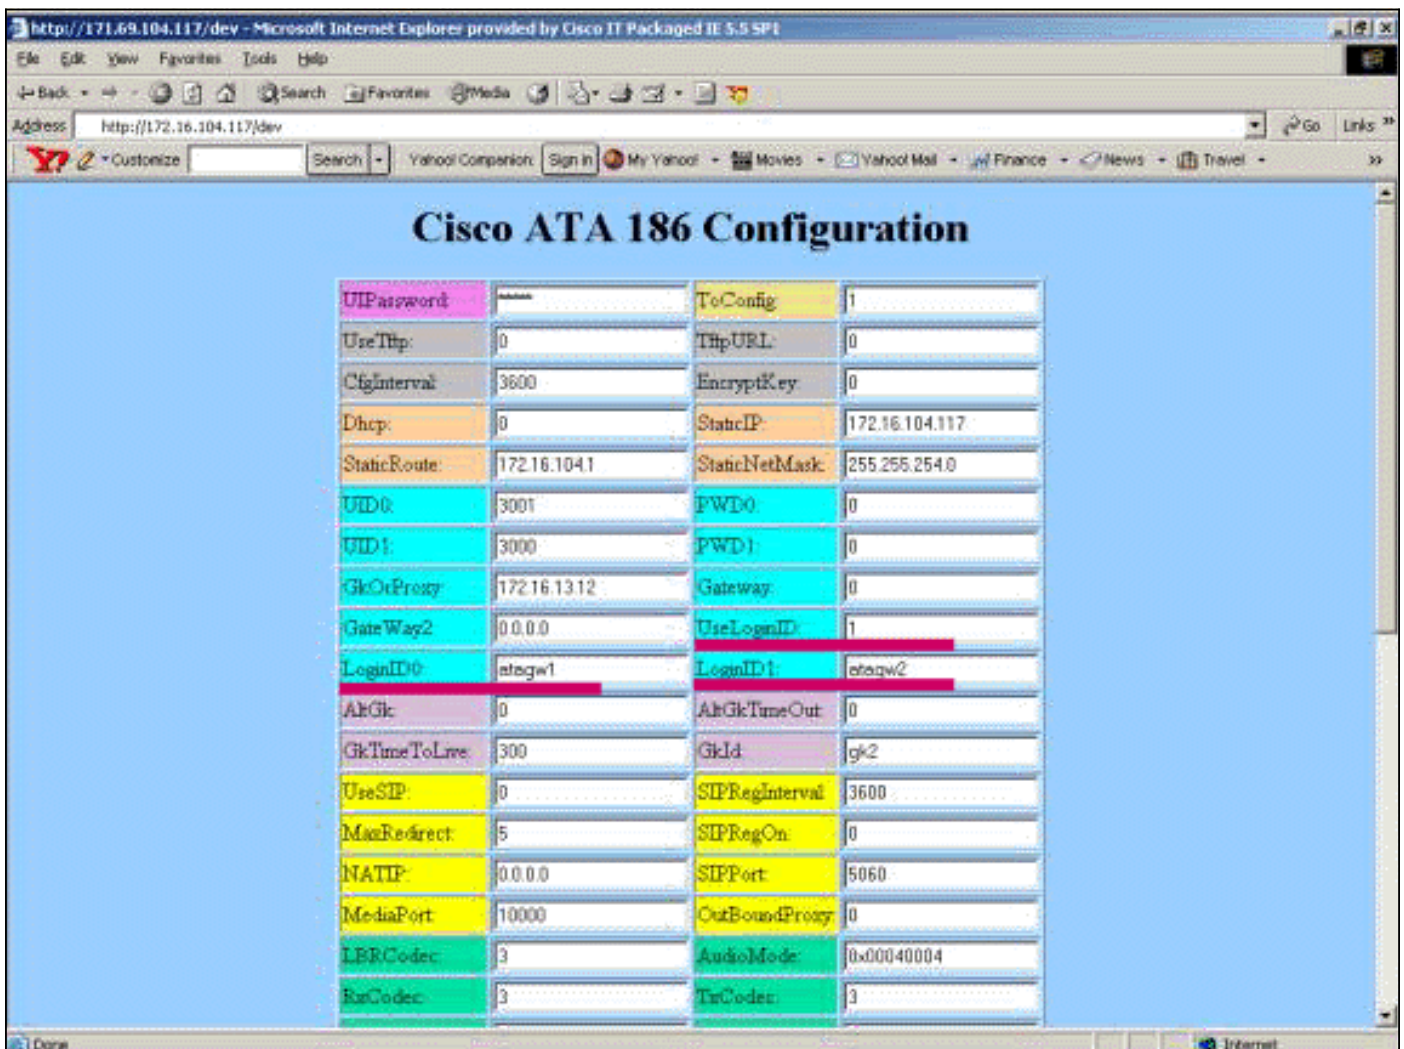 http://171.69.104.117/dev - Microsoft Internet Explorer provided by Cisco IT Packaged IE 5.5 SP1
File Edit View Favorites Tools Help
Back Search Favorites Media
Address http://172.16.104.117/dev Go Links »
Y! Customize Search Yahoo! Companion: Sign in My Yahoo! Movies Yahoo! Mail Finance News Travel »
Cisco ATA 186 Configuration
UIPassword: ***** ToConfig: 1
UseTftp: 0 TftpURL: 0
CfgInterval: 3600 EncryptKey: 0
Dhcp: 0 StaticIP: 172.16.104.117
StaticRoute: 172.16.104.1 StaticNetMask: 255.255.254.0
UID0: 3001 PWD0: 0
UID1: 3000 PWD1: 0
GkOrProxy: 172.16.13.12 Gateway: 0
GateWay2: 0.0.0.0 UseLoginID: 1
LoginID0: atagw1 LoginID1: atagw2
AltGk: 0 AltGkTimeOut: 0
GkTimeToLive: 300 GkId: gk2
UseSIP: 0 SIPRegInterval: 3600
MaxRedirect: 5 SIPRegOn: 0
NATIP: 0.0.0.0 SIPPort: 5060
MediaPort: 10000 OutBoundProxy: 0
LBRCodec: 3 AudioMode: 0x00040004
RxCodec: 3 TxCodec: 3
Done Internet